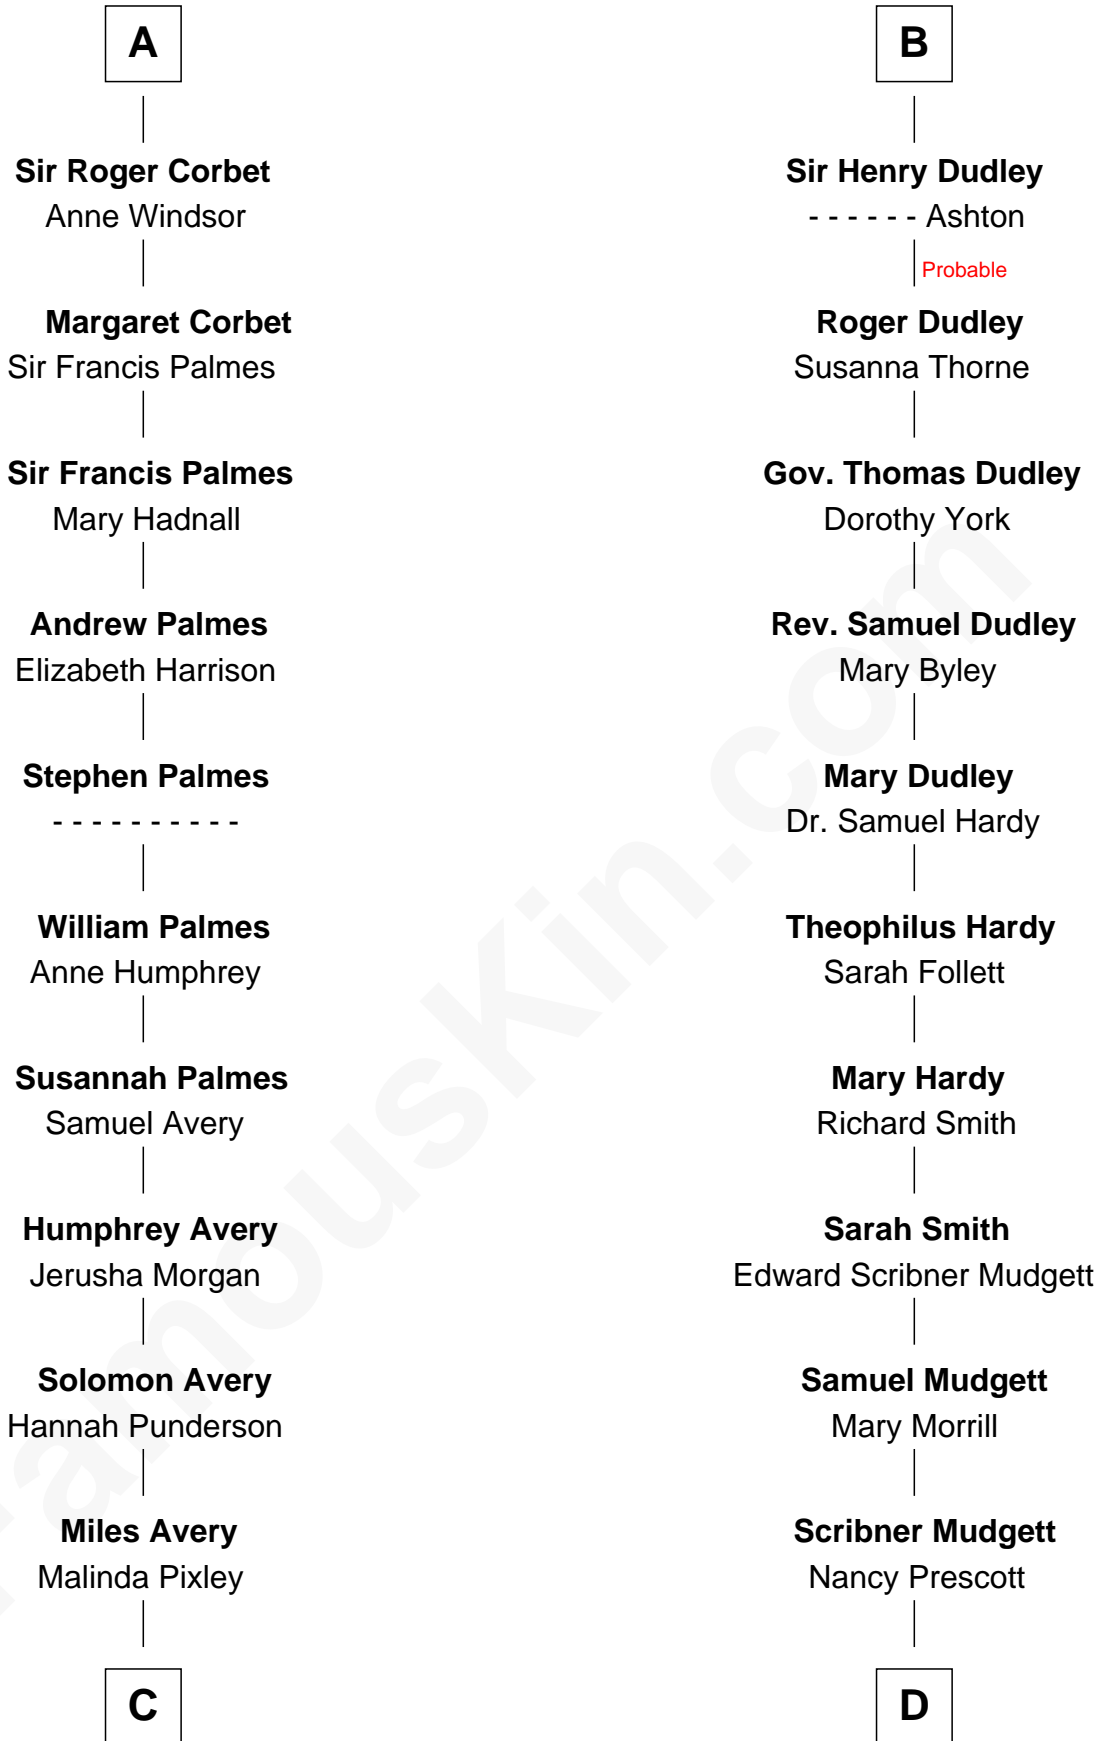 A
Sir Roger Corbet
Anne Windsor
Margaret Corbet
Sir Francis Palmes
Sir Francis Palmes
Mary Hadnall
Andrew Palmes
Elizabeth Harrison
Stephen Palmes
- - - - - - - - - -
William Palmes
Anne Humphrey
Susannah Palmes
Samuel Avery
Humphrey Avery
Jerusha Morgan
Solomon Avery
Hannah Punderson
Miles Avery
Malinda Pixley
C
B
Sir Henry Dudley
- - - - - - Ashton
Probable
Roger Dudley
Susanna Thorne
Gov. Thomas Dudley
Dorothy York
Rev. Samuel Dudley
Mary Byley
Mary Dudley
Dr. Samuel Hardy
Theophilus Hardy
Sarah Follett
Mary Hardy
Richard Smith
Sarah Smith
Edward Scribner Mudgett
Samuel Mudgett
Mary Morrill
Scribner Mudgett
Nancy Prescott
D
FamousKin.com